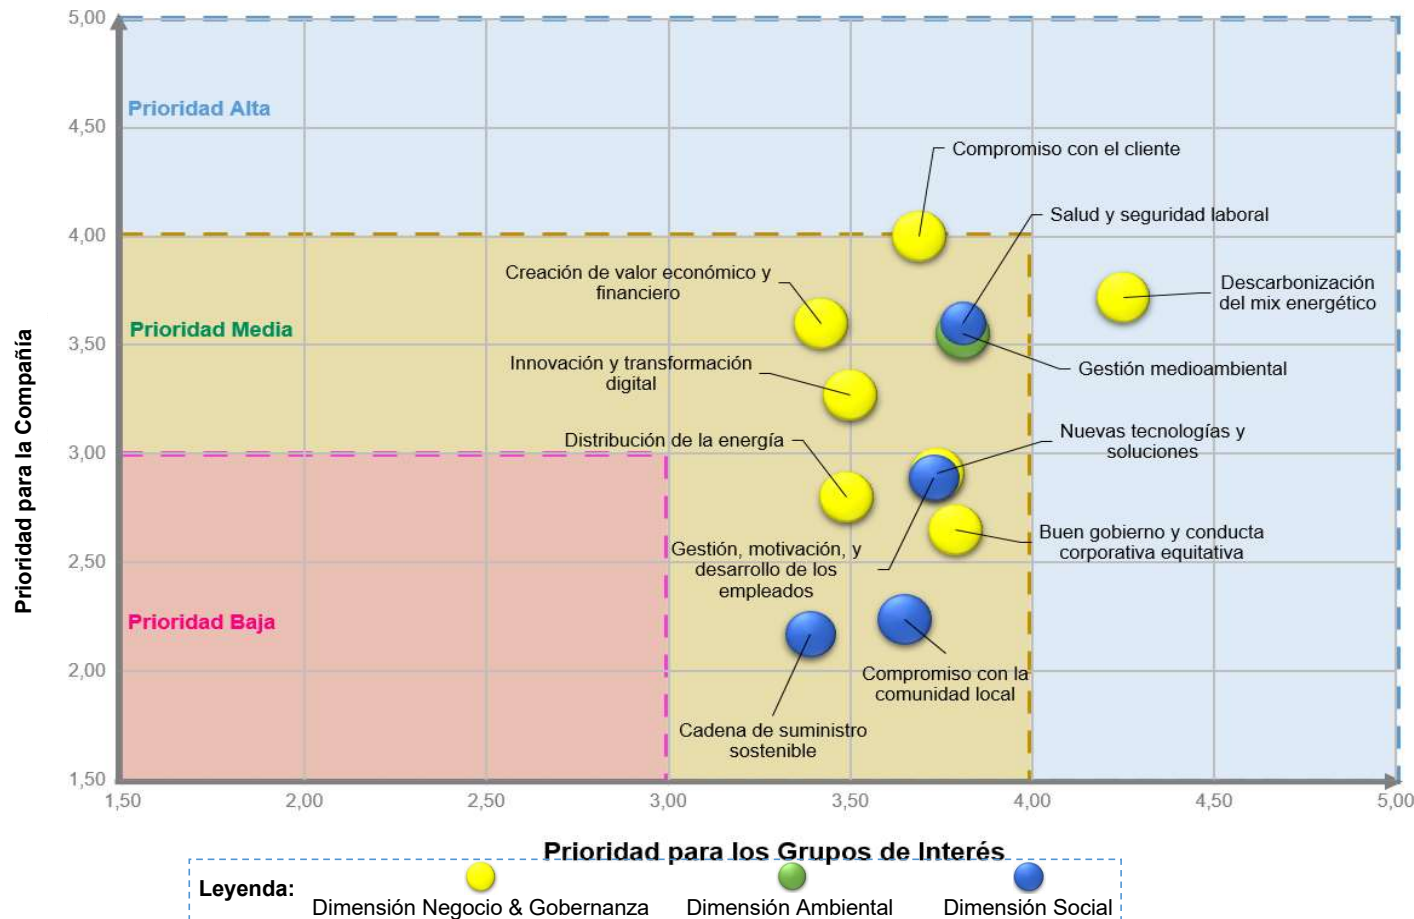 5,00
Prioridad Alta
4,50
Compromiso con el cliente
Salud y seguridad laboral
4,00
Creación de valor económico y
financiero
Descarbonización
del mix energético
Prioridad Media
3,50
Innovación y transformación
digital
Gestión medioambiental
Prioridad para la Compañía
Distribución de la energía
Nuevas tecnologías y
soluciones
3,00
Buen gobierno y conducta
corporativa equitativa
Gestión, motivación, y
desarrollo de los
empleados
2,50
Prioridad Baja
2,00
Compromiso con la
comunidad local
Cadena de suministro
sostenible
1,50
1,50 2,00 2,50 3,00 3,50 4,00 4,50 5,00
Prioridad para los Grupos de Interés
Leyenda:
Dimensión Negocio & Gobernanza Dimensión Ambiental Dimensión Social